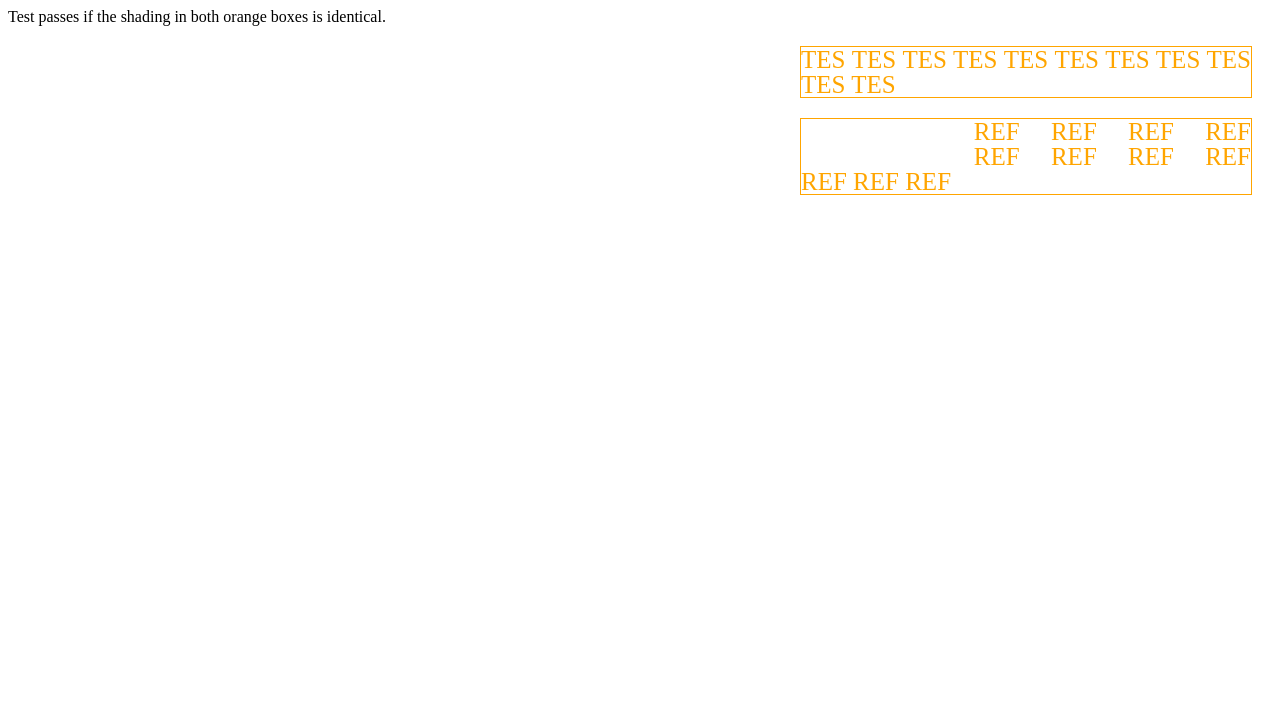 Test passes if the shading in both orange boxes is identical.
TES TES TES TES TES TES TES TES TES
TES TES
REF REF REF REF
REF REF REF REF
REF REF REF